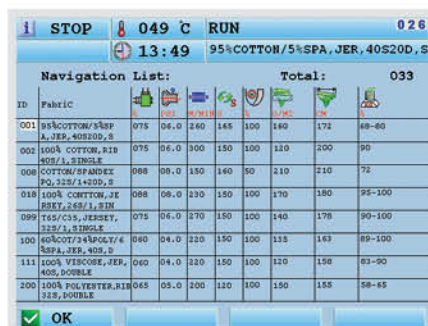 i STOP 049 ℃ RUN 026
13:49 95%COTTON/5%SPA,JER,40S20D,S
Navigation List: Total: 033
ID Fabric
% PSI M/MIN S % G/M2 CM %
001 95%COTTON/5%SP 075 06.0 260 165 100 160 172 68-80
A,JER,40S20D,S
002 100% COTTON,RIB 075 06.0 300 150 100 120 200 90
40S/1,SINGLE
008 COTTON/SPANDEX 088 08.0 150 160 50 210 210 72
PQ,32S/1+20D,S
018 100% CONTTON,JE 088 08.0 230 150 100 170 180 95-100
RSEY,26S/1,SIN
099 T65/C35,JERSEY, 075 06.0 270 150 100 140 178 90-100
32S/1,SINGLE
100 60%COT/34%POLY/6 060 04.0 220 150 100 135 163 89-100
%SPA,JER,40S,D
111 100% VISCOSE,JER, 060 04.0 220 150 100 120 158 83-90
40S,DOUBLE
200 100% POLYESTER,RIB 065 05.0 200 120 100 150 155 58-65
32S,DOUBLE
OK